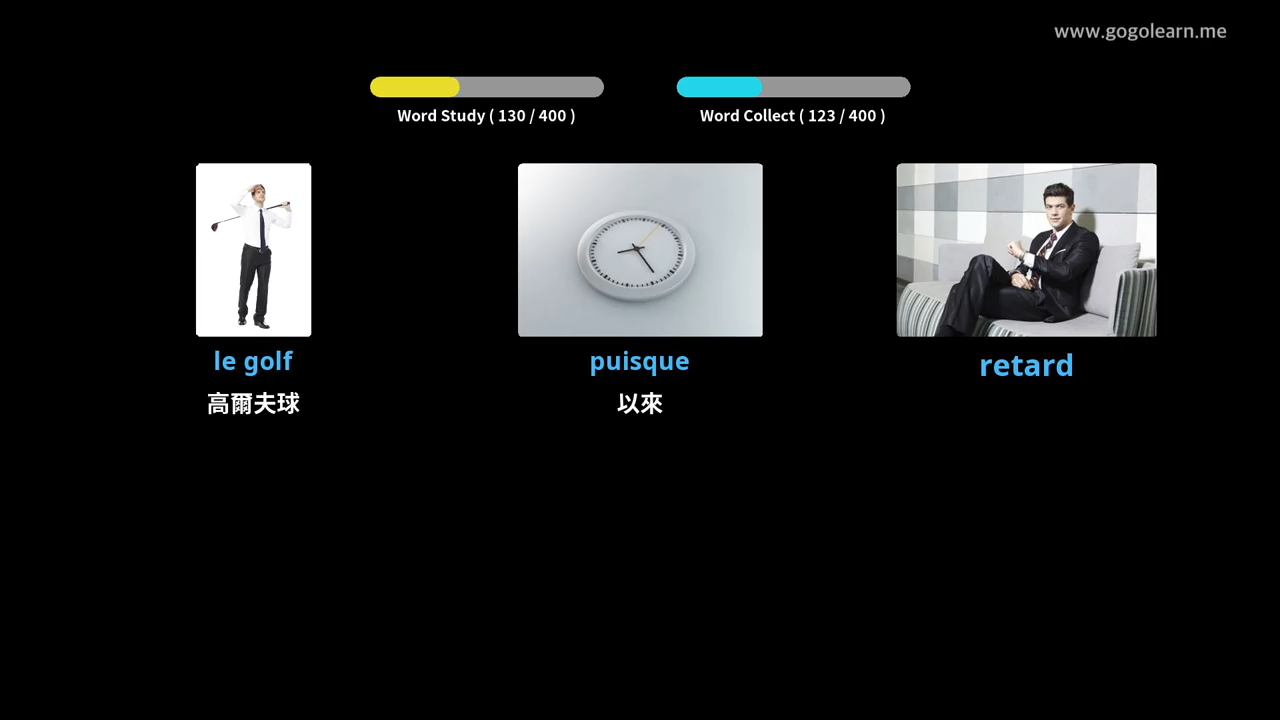 www.gogolearn.me
Word Study ( 130 / 400 )
Word Collect ( 123 / 400 )
le golf
高爾夫球
puisque
以來
retard